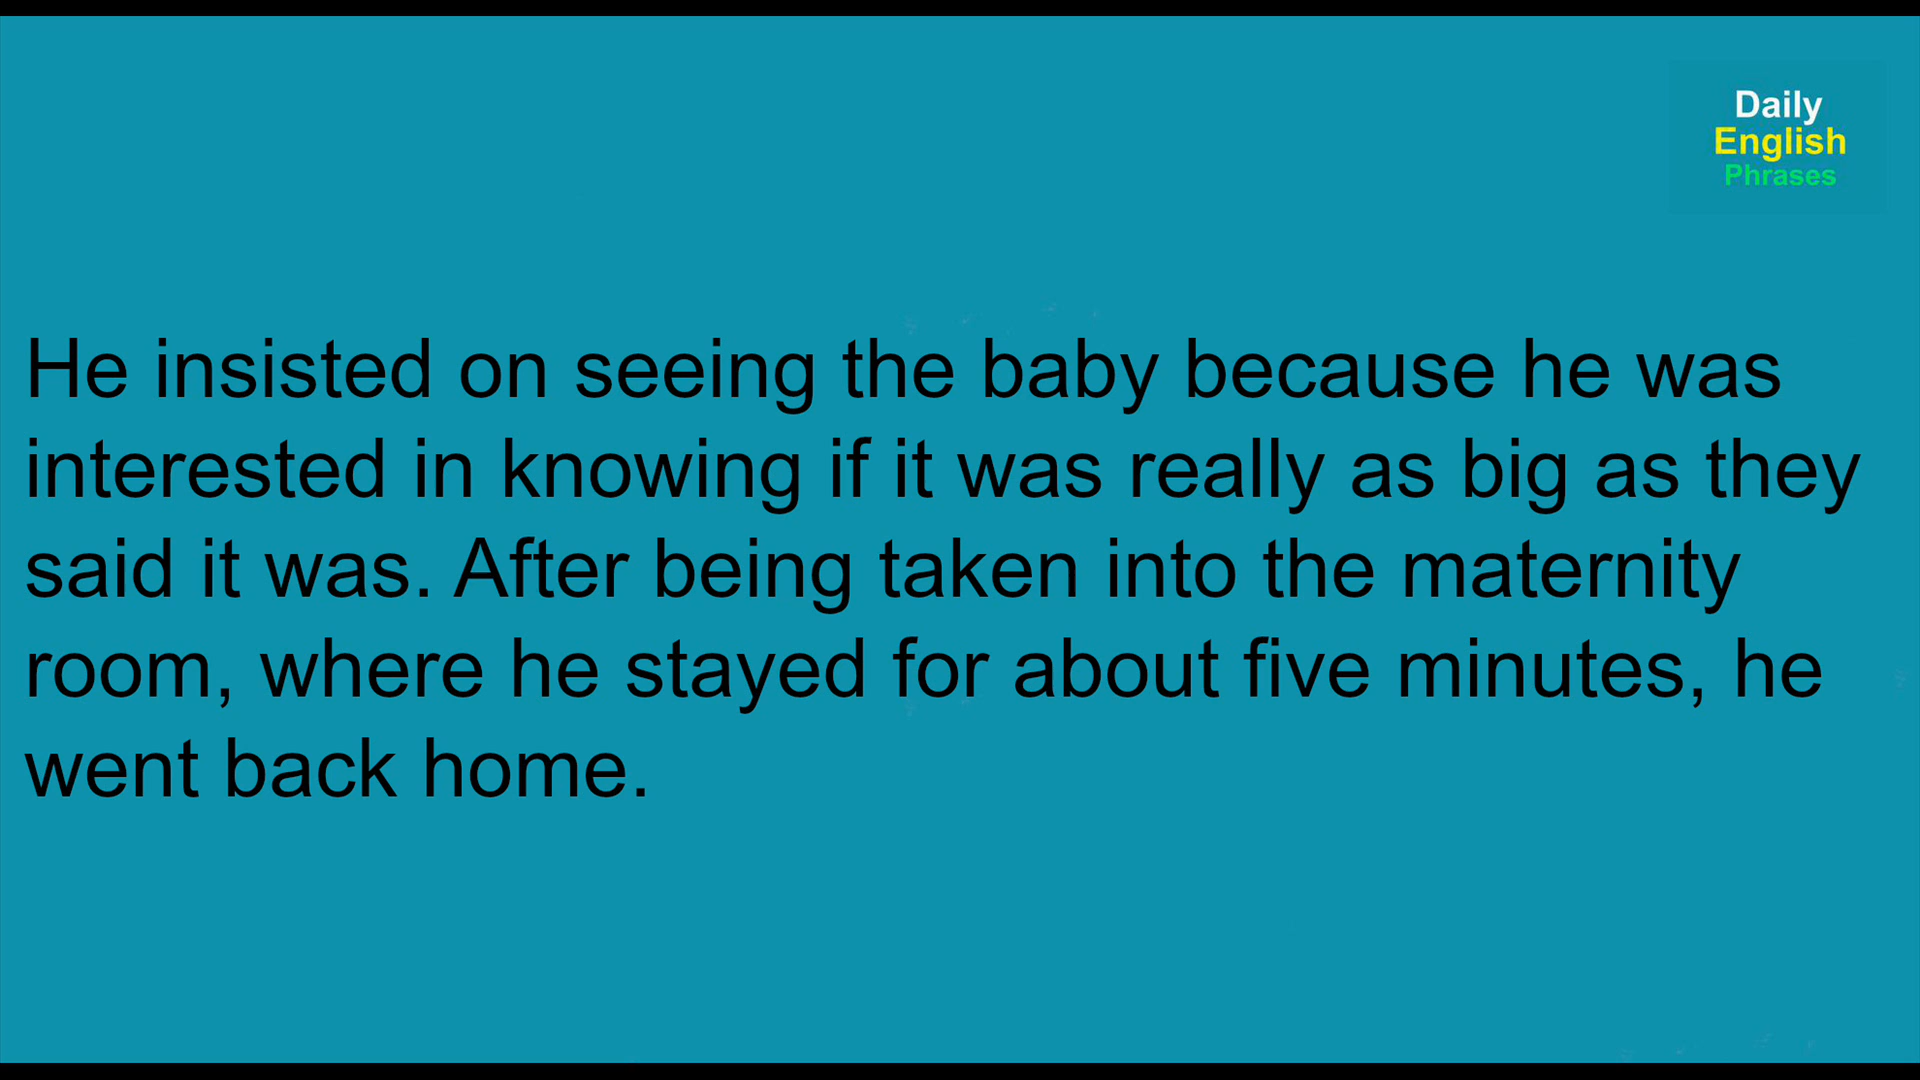 Daily
English
Phrases
He insisted on seeing the baby because he was
interested in knowing if it was really as big as they
said it was. After being taken into the maternity
room, where he stayed for about five minutes, he
went back home.